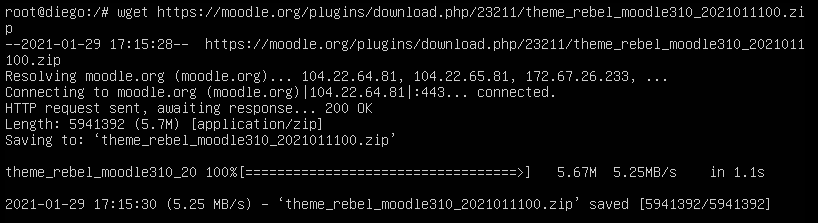 root@diego:/# wget https://moodle.org/plugins/download.php/23211/theme_rebel_moodle310_2021011100.zi
p
--2021-01-29 17:15:28--  https://moodle.org/plugins/download.php/23211/theme_rebel_moodle310_2021011
100.zip
Resolving moodle.org (moodle.org)... 104.22.64.81, 104.22.65.81, 172.67.26.233, ...
Connecting to moodle.org (moodle.org)|104.22.64.81|:443... connected.
HTTP request sent, awaiting response... 200 OK
Length: 5941392 (5.7M) [application/zip]
Saving to: ‘theme_rebel_moodle310_2021011100.zip’
theme_rebel_moodle310_20 100%[==================================>]   5.67M  5.25MB/s    in 1.1s
2021-01-29 17:15:30 (5.25 MB/s) - ‘theme_rebel_moodle310_2021011100.zip’ saved [5941392/5941392]